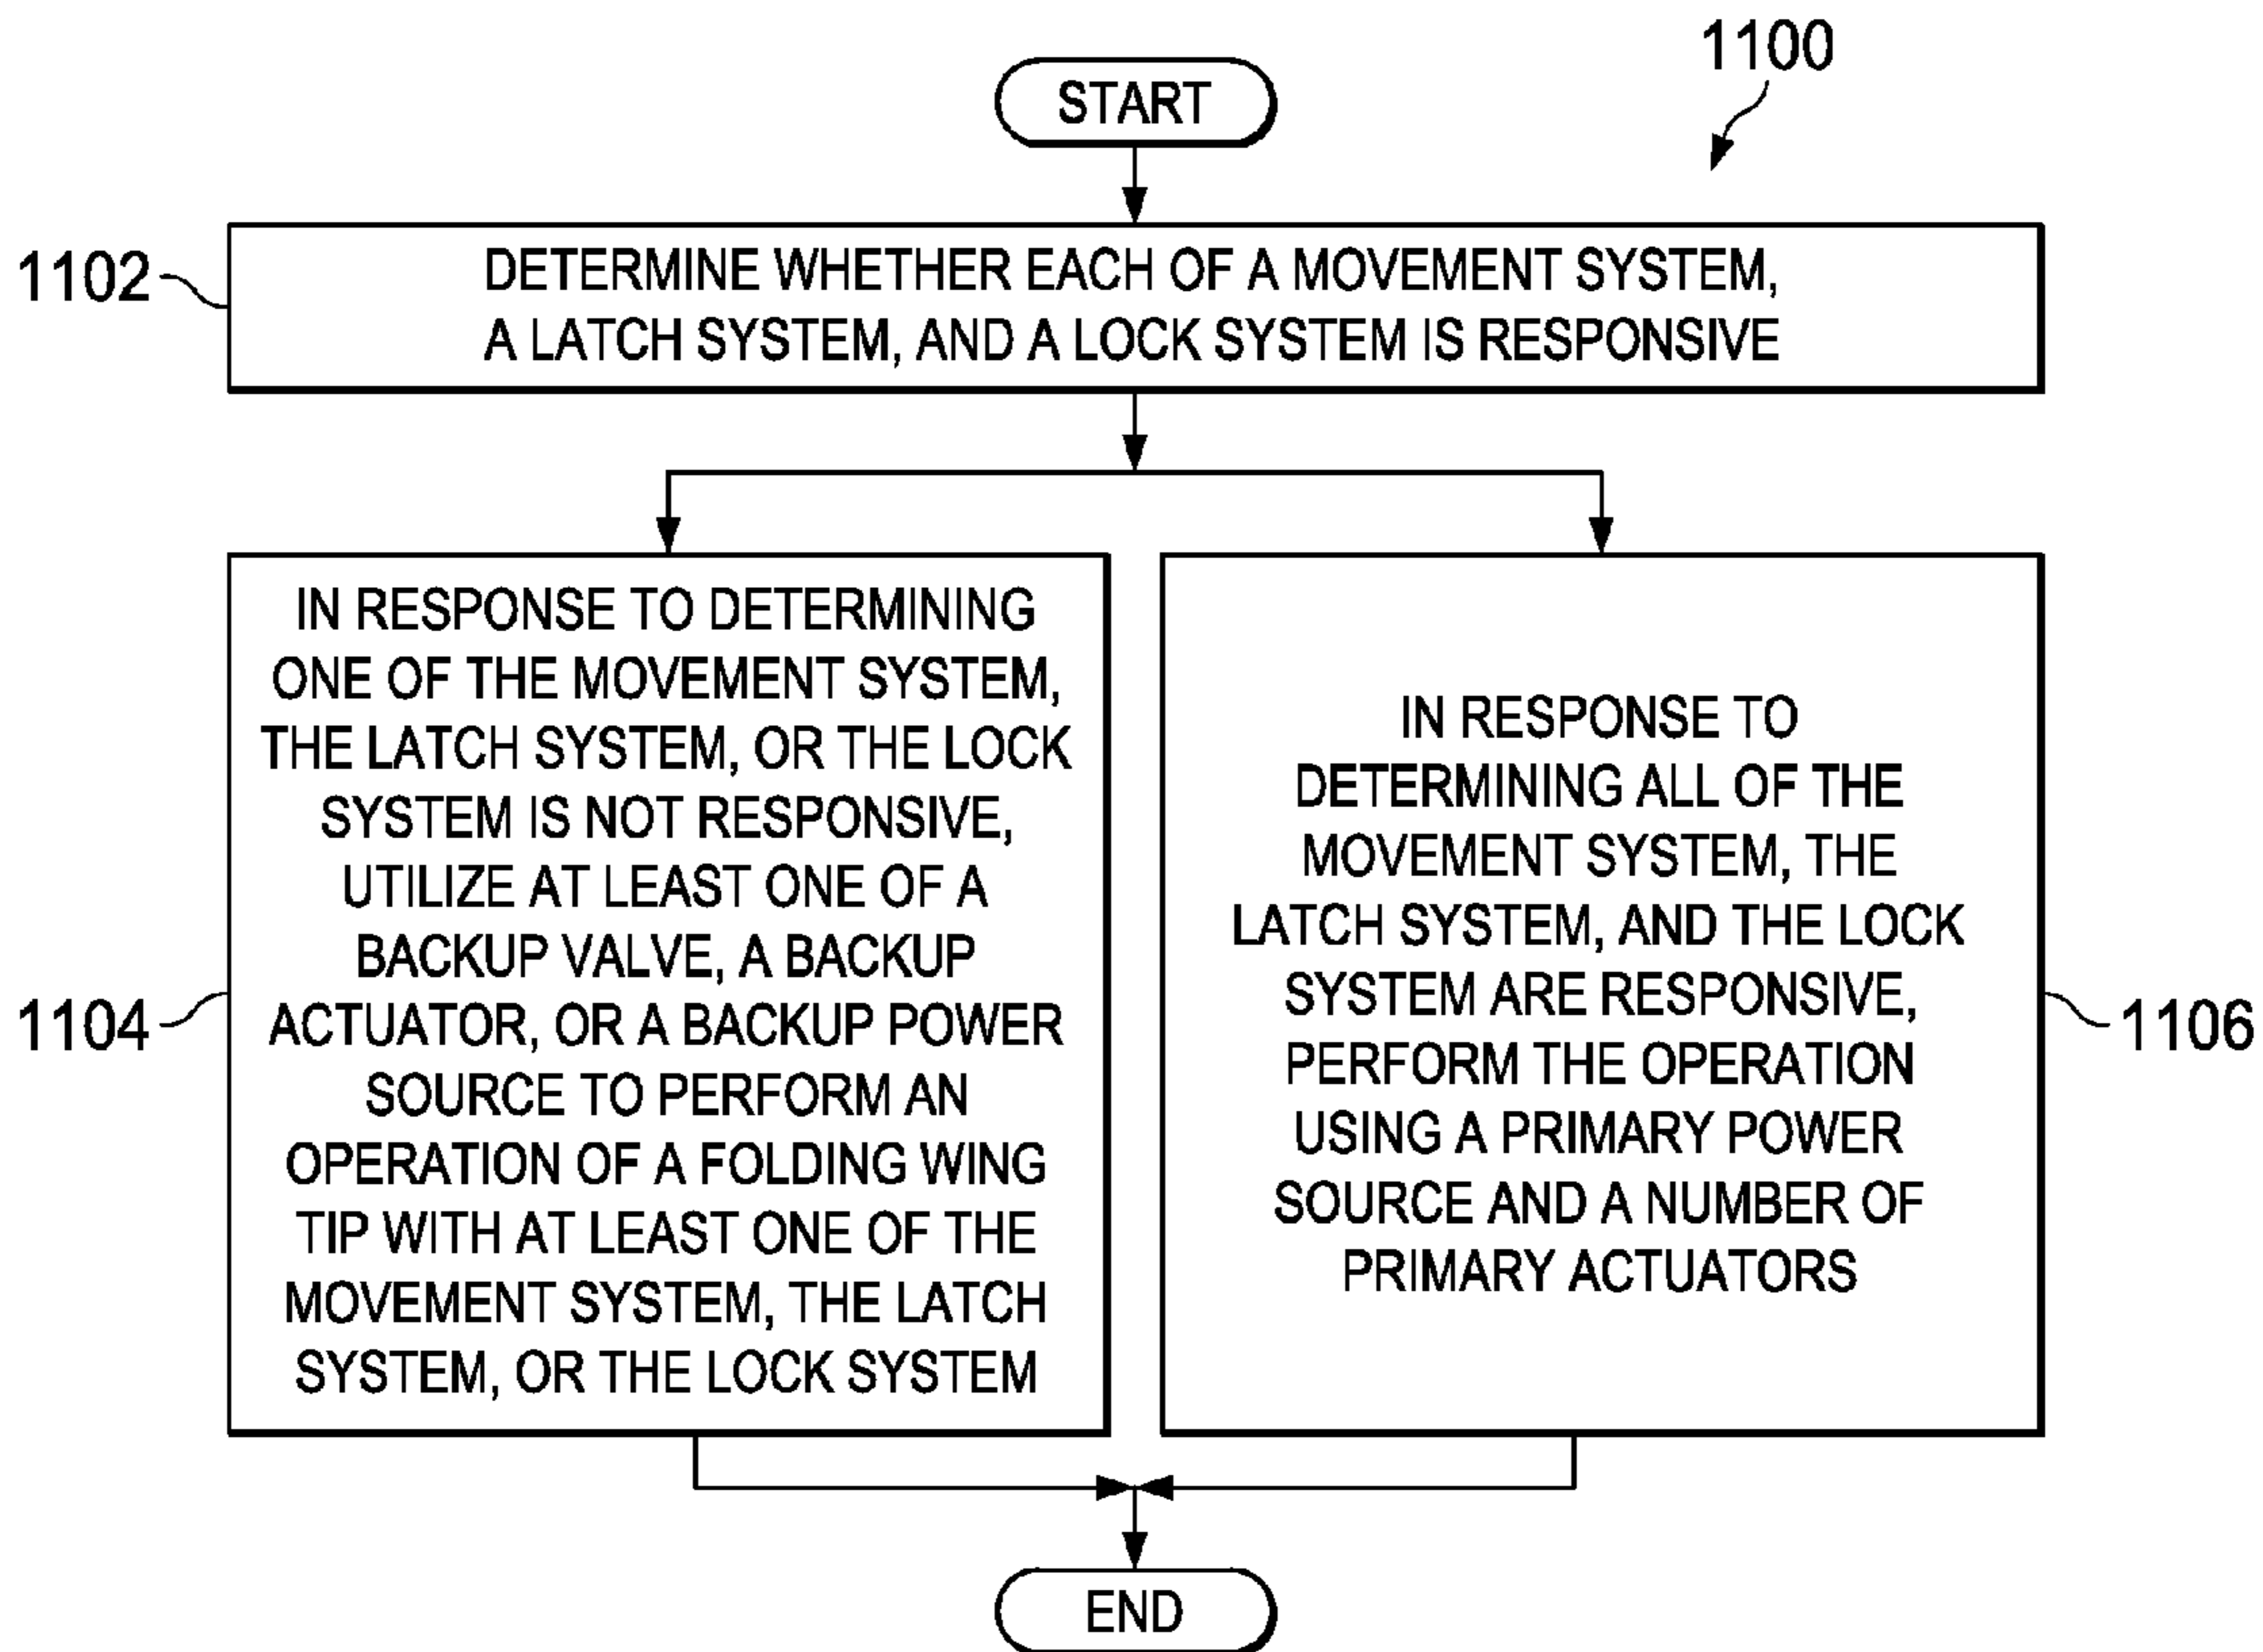 1100
START
1102
DETERMINE WHETHER EACH OF A MOVEMENT SYSTEM,
A LATCH SYSTEM, AND A LOCK SYSTEM IS RESPONSIVE
1104
IN RESPONSE TO DETERMINING
ONE OF THE MOVEMENT SYSTEM,
THE LATCH SYSTEM, OR THE LOCK
SYSTEM IS NOT RESPONSIVE,
UTILIZE AT LEAST ONE OF A
BACKUP VALVE, A BACKUP
ACTUATOR, OR A BACKUP POWER
SOURCE TO PERFORM AN
OPERATION OF A FOLDING WING
TIP WITH AT LEAST ONE OF THE
MOVEMENT SYSTEM, THE LATCH
SYSTEM, OR THE LOCK SYSTEM
IN RESPONSE TO
DETERMINING ALL OF THE
MOVEMENT SYSTEM, THE
LATCH SYSTEM, AND THE LOCK
SYSTEM ARE RESPONSIVE,
PERFORM THE OPERATION
USING A PRIMARY POWER
SOURCE AND A NUMBER OF
PRIMARY ACTUATORS
1106
END